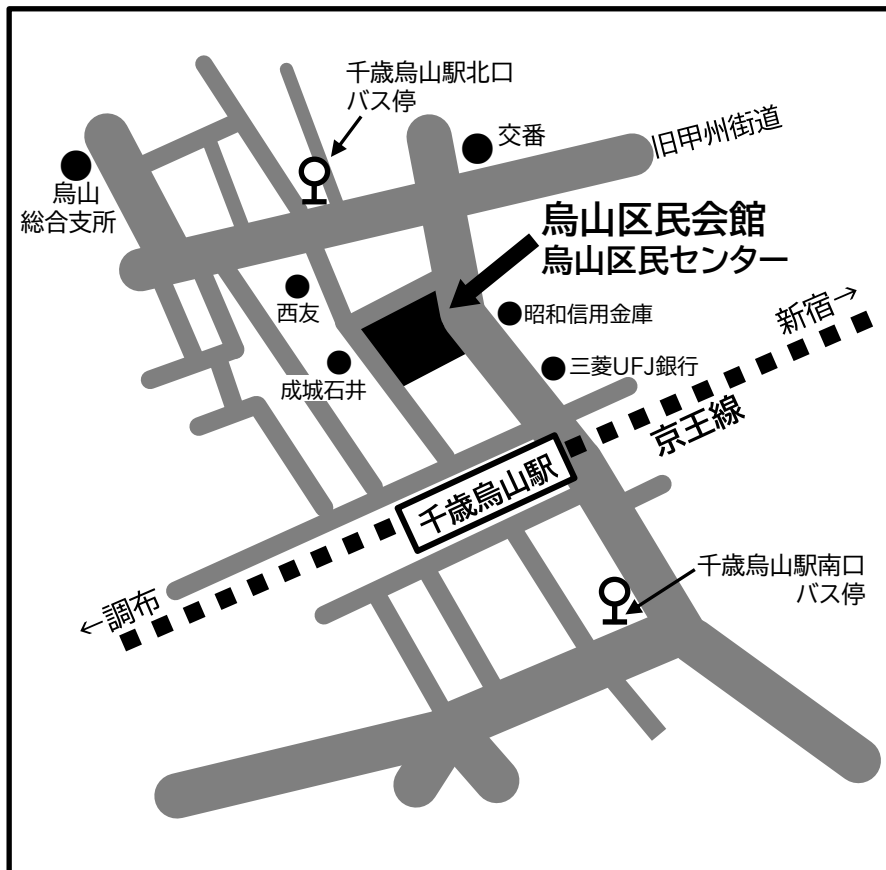 千歳烏山駅北口
バス停
交番
旧甲州街道
烏山
総合支所
烏山区民会館
烏山区民センター
西友
昭和信用金庫
新宿→
成城石井
三菱UFJ銀行
京王線
千歳烏山駅
千歳烏山駅南口
バス停
←調布